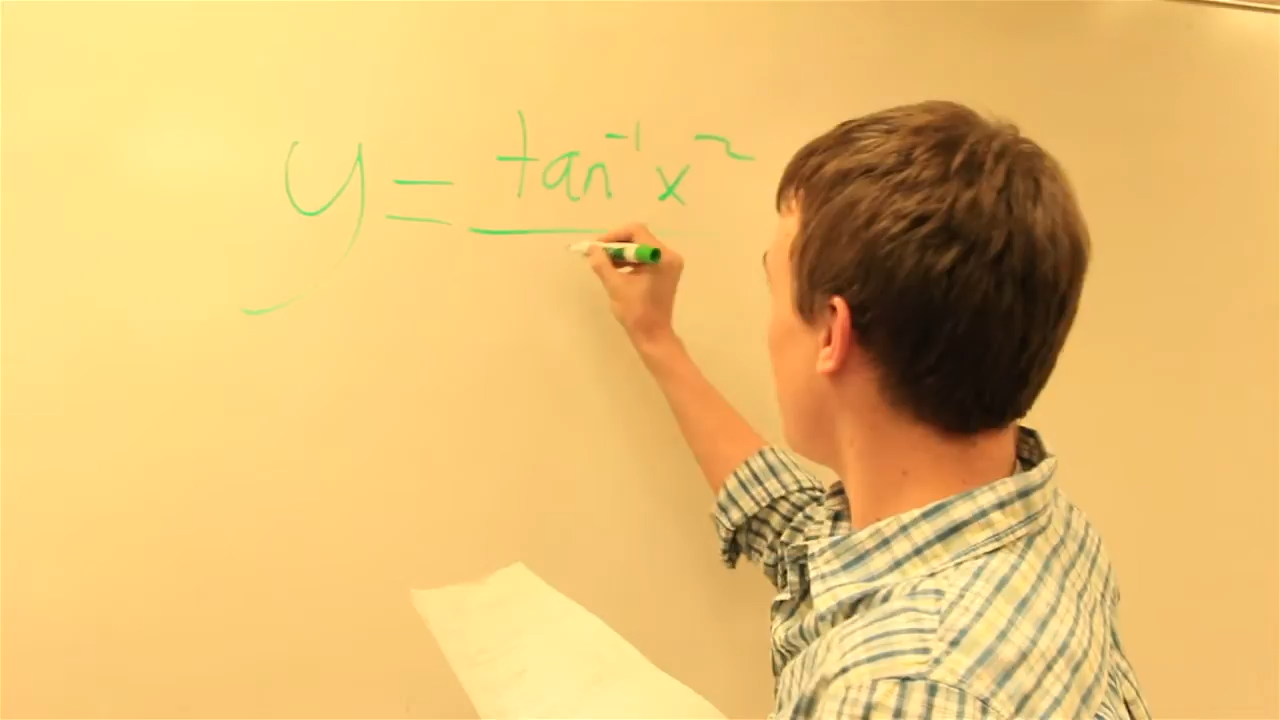 y = tan⁻¹x²